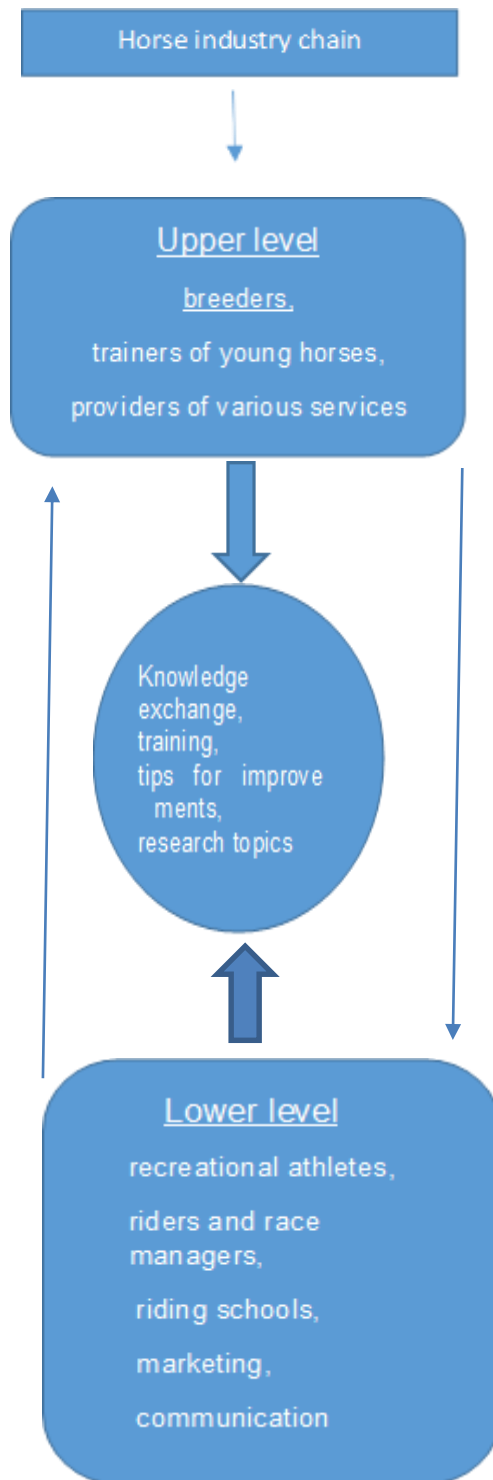 Horse industry chain
Upper level
breeders,
trainers of young horses,
providers of various services
Knowledge
exchange,
training,
tips for improve
ments,
research topics
Lower level
recreational athletes,
riders and race
managers,
riding schools,
marketing,
communication